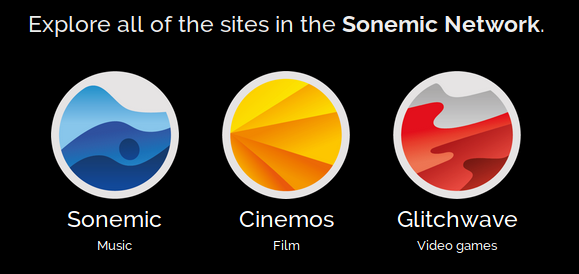 Explore all of the sites in the Sonemic Network.
Sonemic Cinemos Glitchwave
Music Film Video games